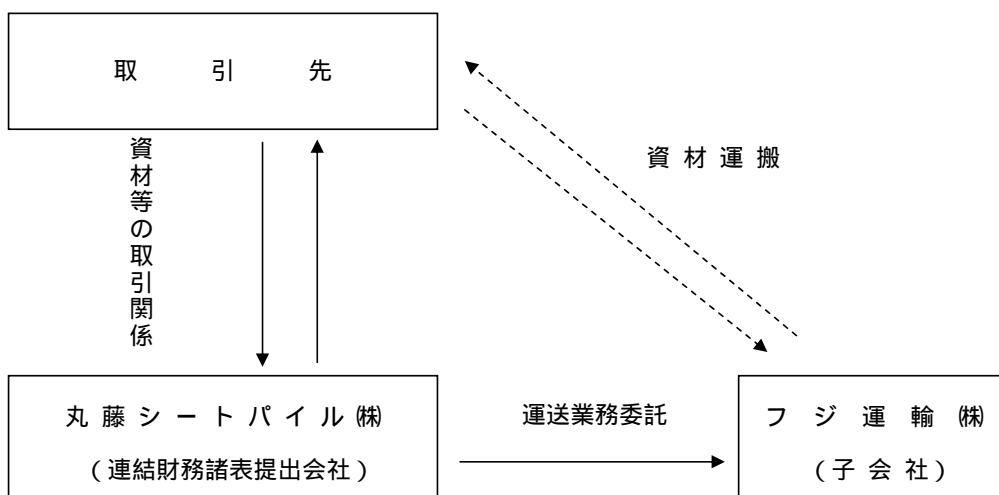 取引先
資材等の取引関係
資材運搬
丸藤シートパイル㈱
(連結財務諸表提出会社)
運送業務委託
フジ運輸㈱
(子会社)